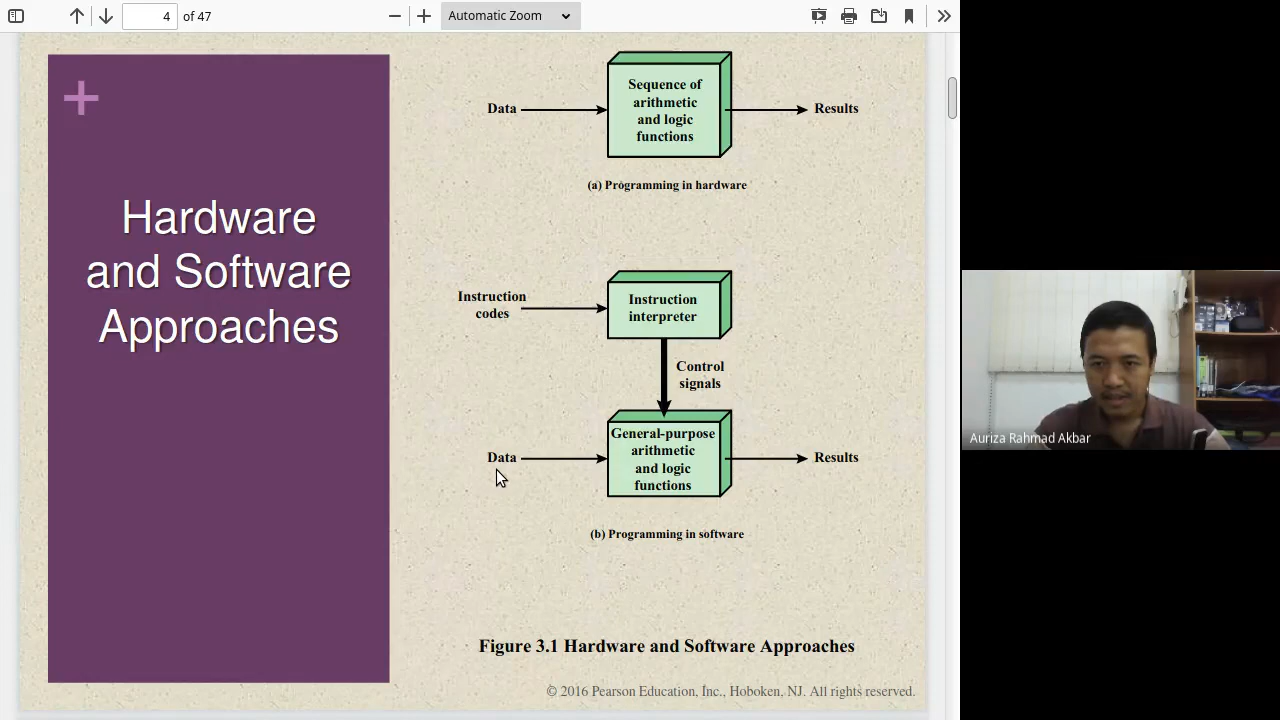 4 of 47
Automatic Zoom
+
Hardware
and Software
Approaches
Data
Sequence of
arithmetic
and logic
functions
Results
(a) Programming in hardware
Instruction
codes
Instruction
interpreter
Control
signals
Data
General-purpose
arithmetic
and logic
functions
Results
(b) Programming in software
Figure 3.1 Hardware and Software Approaches
© 2016 Pearson Education, Inc., Hoboken, NJ. All rights reserved.
Auriza Rahmad Akbar